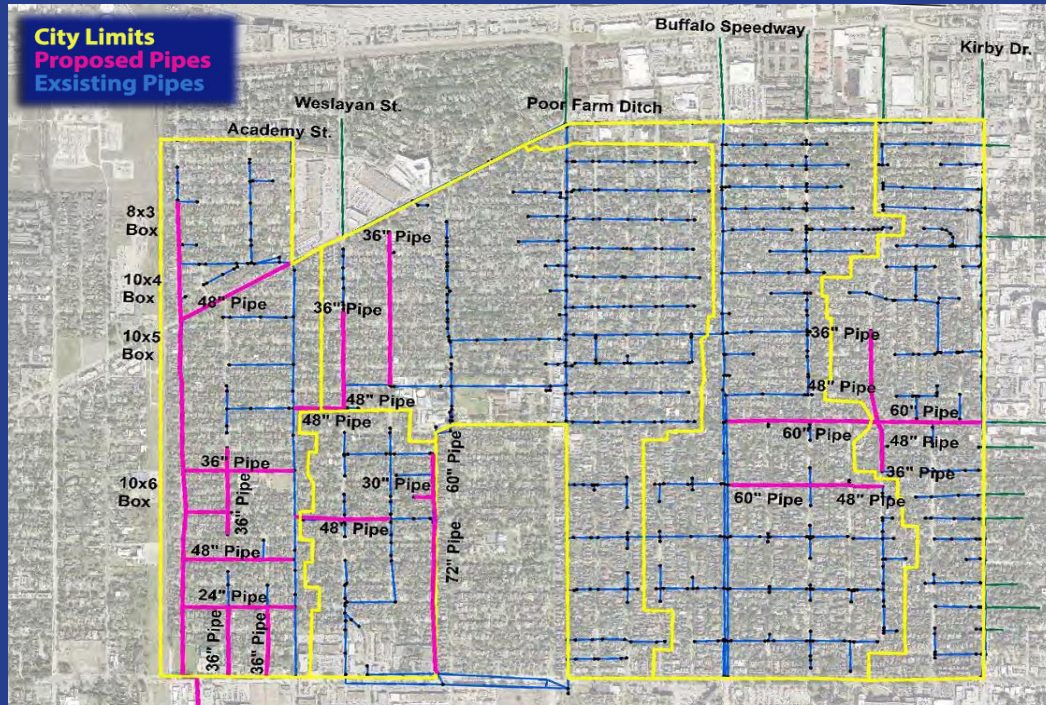 City Limits
Proposed Pipes
Exsisting Pipes
Buffalo Speedway
Kirby Dr.
Weslayan St.
Poor Farm Ditch
Academy St.
8x3
Box
36" Pipe
10x4
Box
48" Pipe
36" Pipe
10x5
Box
36" Pipe
48" Pipe
48" Pipe
48" Pipe
60" Pipe
60" Pipe
48" Pipe
60" Pipe
36" Pipe
36" Pipe
36" Pipe
10x6
Box
30" Pipe
60" Pipe
48" Pipe
48" Pipe
72" Pipe
48" Pipe
24" Pipe
36" Pipe
36" Pipe